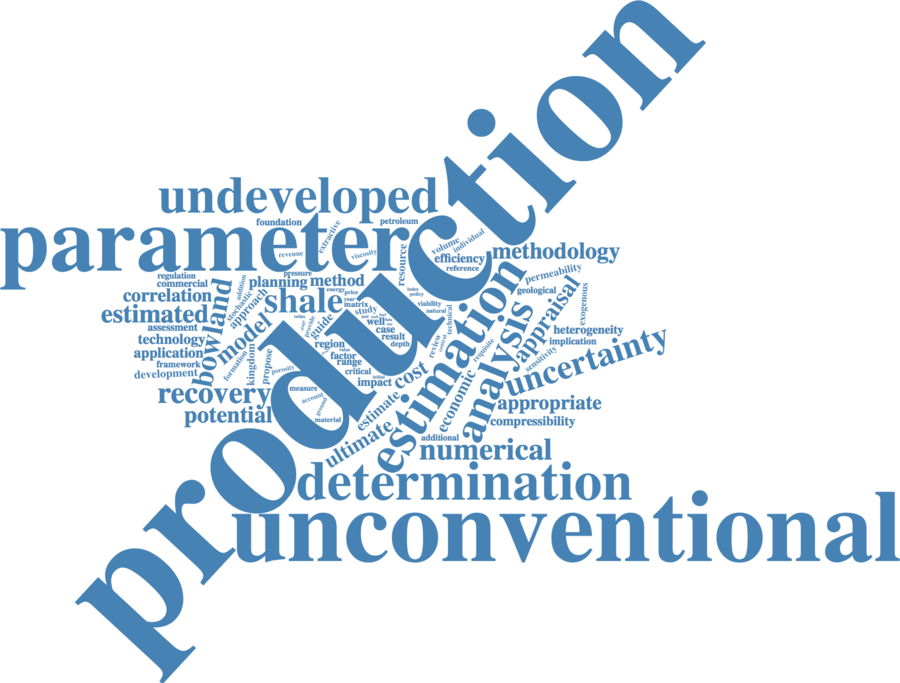 production
undeveloped
foundation
petroleum
parameter
revenue
extractive
viscosity
resource
volume
individual
efficiency
reference
methodology
regulation
commercial
correlation
estimated
assessment
technology
application
framework
development
bowland
addition
stochastic
approach
pressure
planning
method
energy
price
year
shale
matrix
study
index
policy
viability
natural
permeability
geological
appraisal
exogenous
model
formation
kingdom
propose
porosity
provide
guide
region
well
case
result
depth
value
factor
range
critical
initial
impact
cost
review
technical
requisite
heterogeneity
implication
sensitivity
uncertainty
analysis
estimation
economic
recovery
potential
measure
account
ground
material
estimate
ultimate
additional
appropriate
compressibility
numerical
determination
unconventional